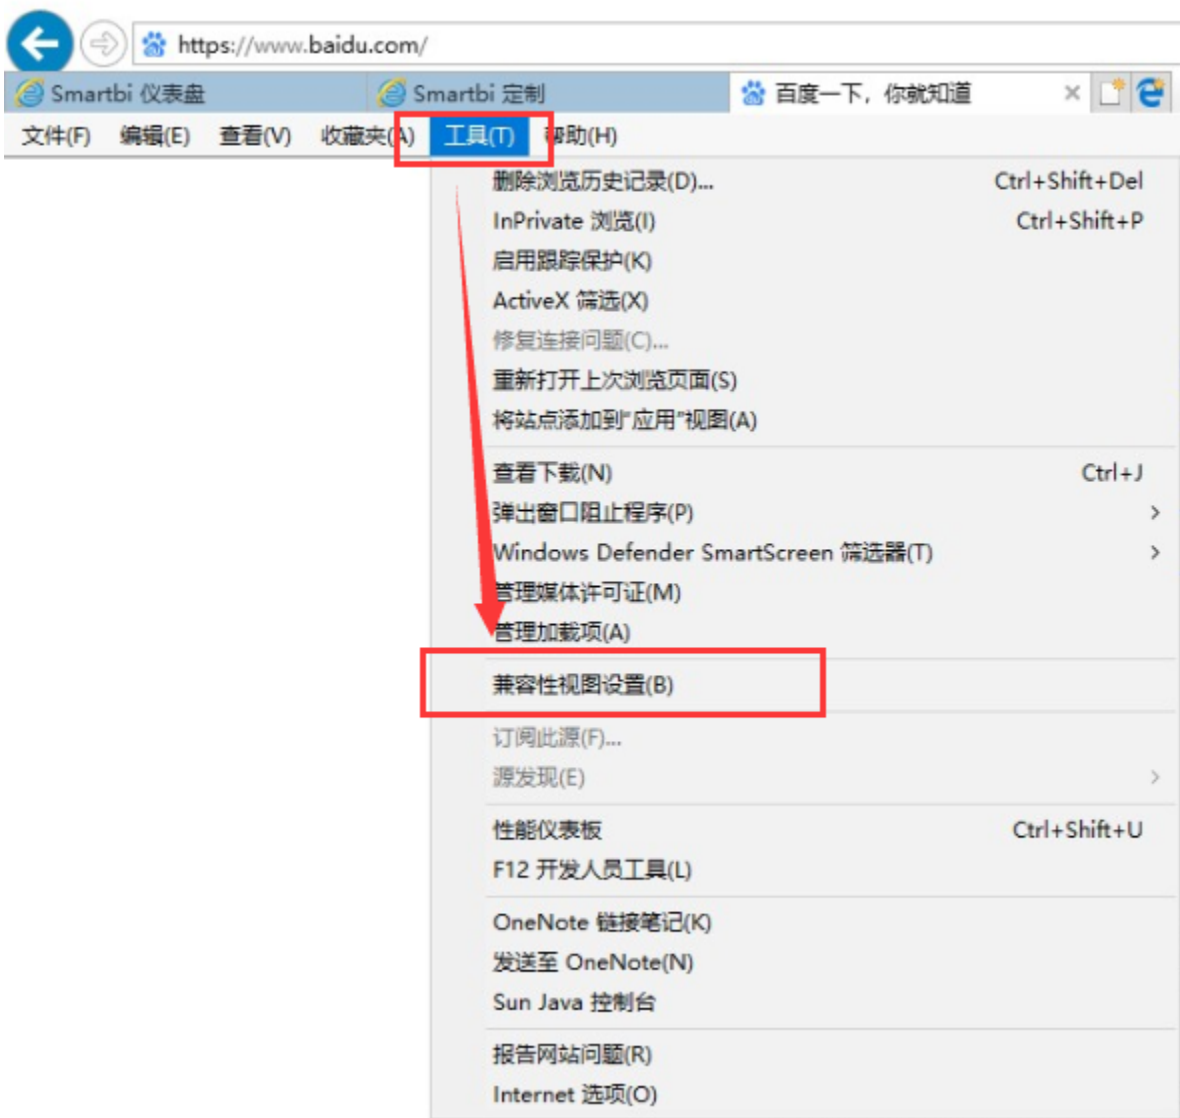 https://www.baidu.com/
Smartbi 仪表盘 Smartbi 定制 百度一下，你就知道
文件(F) 编辑(E) 查看(V) 收藏夹(A) 工具(T) 帮助(H)
删除浏览历史记录(D)... Ctrl+Shift+Del
InPrivate 浏览(I) Ctrl+Shift+P
启用跟踪保护(K)
ActiveX 筛选(X)
修复连接问题(C)...
重新打开上次浏览页面(S)
将站点添加到"应用"视图(A)
查看下载(N) Ctrl+J
弹出窗口阻止程序(P)
Windows Defender SmartScreen 筛选器(T)
管理媒体许可证(M)
管理加载项(A)
兼容性视图设置(B)
订阅此源(F)...
源发现(E)
性能仪表板 Ctrl+Shift+U
F12 开发人员工具(L)
OneNote 链接笔记(K)
发送至 OneNote(N)
Sun Java 控制台
报告网站问题(R)
Internet 选项(O)